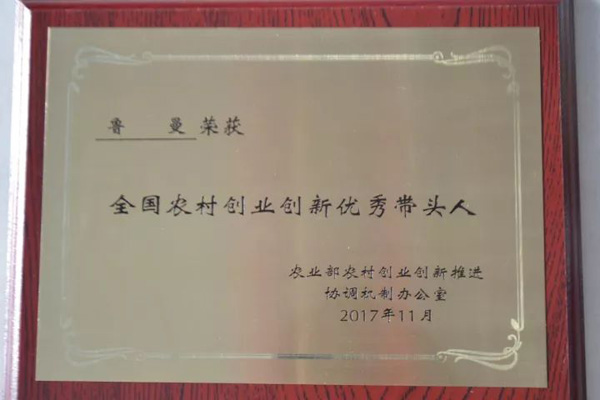 鲁 曼 荣获
全国农村创业创新优秀带头人
农业部农村创业创新推进
协调机制办公室
2017年11月